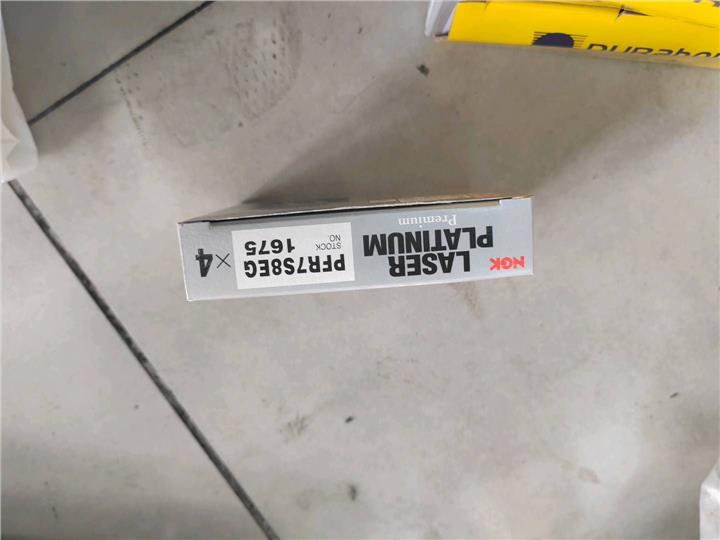 NGK
LASER
PLATINUM
Premium
PFR7S8EG
STOCK
NO.
1675
×4